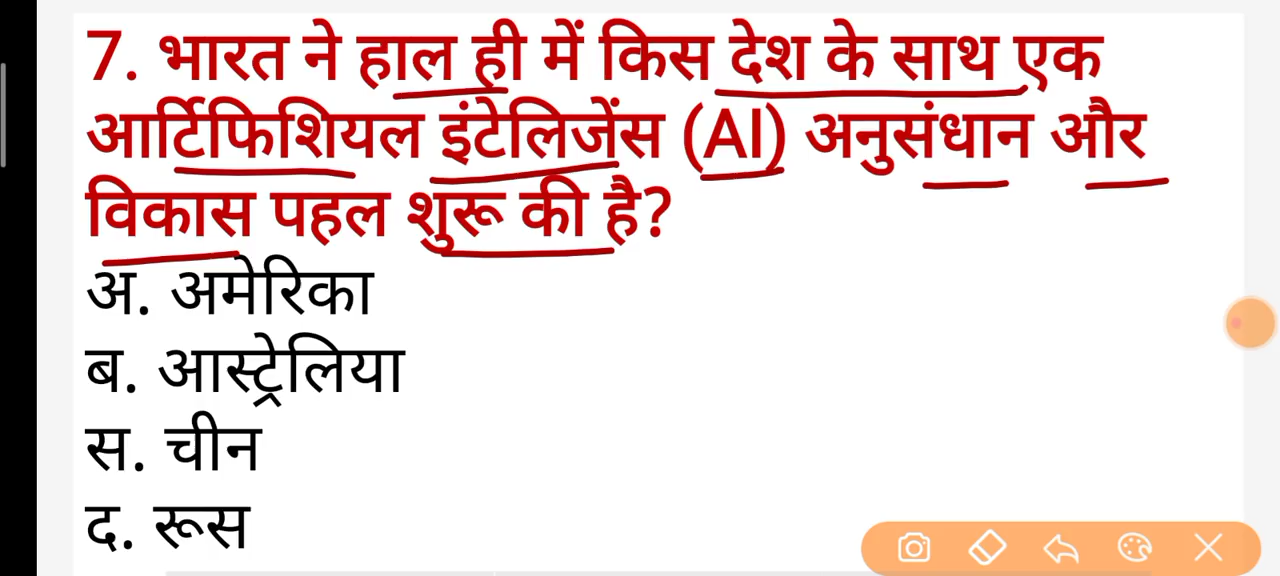 7. भारत ने हाल ही में किस देश के साथ एक
आर्टिफिशियल इंटेलिजेंस (AI) अनुसंधान और
विकास पहल शुरू की है?
अ. अमेरिका
ब. आस्ट्रेलिया
स. चीन
द. रूस